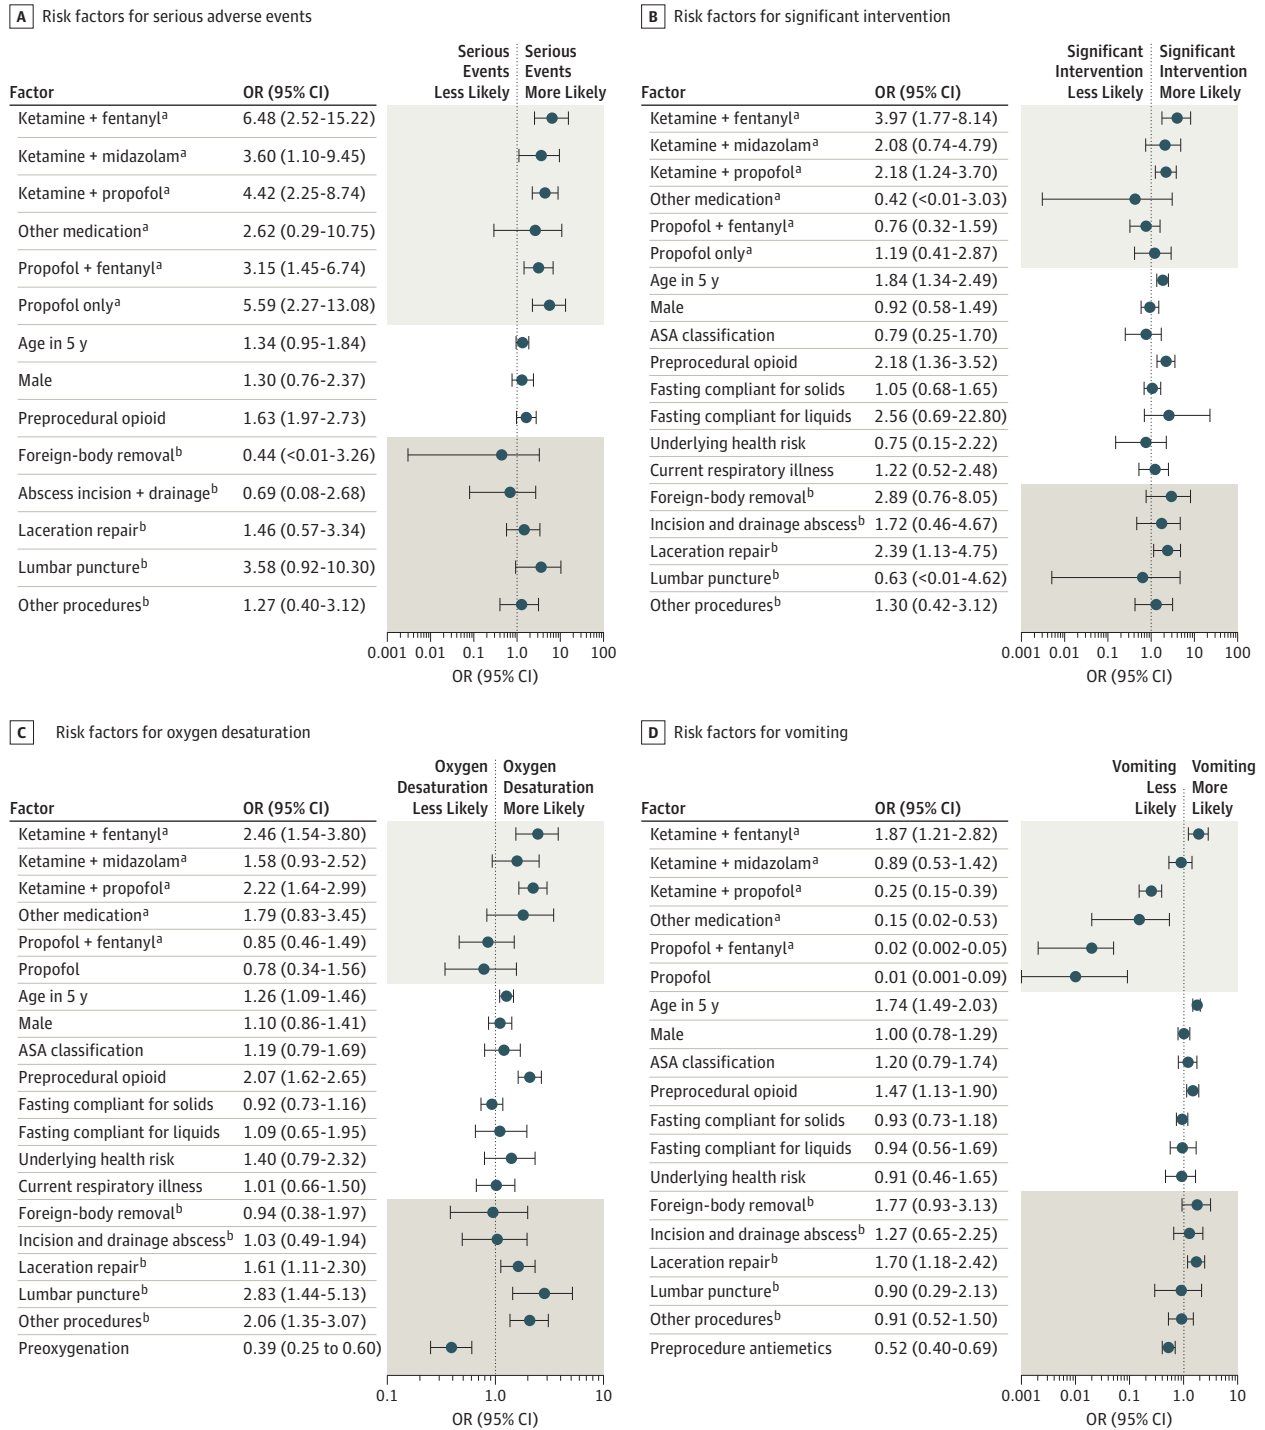 A Risk factors for serious adverse events
Serious Events Less Likely
Serious Events More Likely
Factor OR (95% CI)
Ketamine + fentanylᵃ 6.48 (2.52-15.22)
Ketamine + midazolamᵃ 3.60 (1.10-9.45)
Ketamine + propofolᵃ 4.42 (2.25-8.74)
Other medicationᵃ 2.62 (0.29-10.75)
Propofol + fentanylᵃ 3.15 (1.45-6.74)
Propofol onlyᵃ 5.59 (2.27-13.08)
Age in 5 y 1.34 (0.95-1.84)
Male 1.30 (0.76-2.37)
Preprocedural opioid 1.63 (1.97-2.73)
Foreign-body removalᵇ 0.44 (<0.01-3.26)
Abscess incision + drainageᵇ 0.69 (0.08-2.68)
Laceration repairᵇ 1.46 (0.57-3.34)
Lumbar punctureᵇ 3.58 (0.92-10.30)
Other proceduresᵇ 1.27 (0.40-3.12)
0.001 0.01 0.1 1.0 10 100
OR (95% CI)
B Risk factors for significant intervention
Significant Intervention Less Likely
Significant Intervention More Likely
Factor OR (95% CI)
Ketamine + fentanylᵃ 3.97 (1.77-8.14)
Ketamine + midazolamᵃ 2.08 (0.74-4.79)
Ketamine + propofolᵃ 2.18 (1.24-3.70)
Other medicationᵃ 0.42 (<0.01-3.03)
Propofol + fentanylᵃ 0.76 (0.32-1.59)
Propofol onlyᵃ 1.19 (0.41-2.87)
Age in 5 y 1.84 (1.34-2.49)
Male 0.92 (0.58-1.49)
ASA classification 0.79 (0.25-1.70)
Preprocedural opioid 2.18 (1.36-3.52)
Fasting compliant for solids 1.05 (0.68-1.65)
Fasting compliant for liquids 2.56 (0.69-22.80)
Underlying health risk 0.75 (0.15-2.22)
Current respiratory illness 1.22 (0.52-2.48)
Foreign-body removalᵇ 2.89 (0.76-8.05)
Incision and drainage abscessᵇ 1.72 (0.46-4.67)
Laceration repairᵇ 2.39 (1.13-4.75)
Lumbar punctureᵇ 0.63 (<0.01-4.62)
Other proceduresᵇ 1.30 (0.42-3.12)
0.001 0.01 0.1 1.0 10 100
OR (95% CI)
C Risk factors for oxygen desaturation
Oxygen Desaturation Less Likely
Oxygen Desaturation More Likely
Factor OR (95% CI)
Ketamine + fentanylᵃ 2.46 (1.54-3.80)
Ketamine + midazolamᵃ 1.58 (0.93-2.52)
Ketamine + propofolᵃ 2.22 (1.64-2.99)
Other medicationᵃ 1.79 (0.83-3.45)
Propofol + fentanylᵃ 0.85 (0.46-1.49)
Propofol 0.78 (0.34-1.56)
Age in 5 y 1.26 (1.09-1.46)
Male 1.10 (0.86-1.41)
ASA classification 1.19 (0.79-1.69)
Preprocedural opioid 2.07 (1.62-2.65)
Fasting compliant for solids 0.92 (0.73-1.16)
Fasting compliant for liquids 1.09 (0.65-1.95)
Underlying health risk 1.40 (0.79-2.32)
Current respiratory illness 1.01 (0.66-1.50)
Foreign-body removalᵇ 0.94 (0.38-1.97)
Incision and drainage abscessᵇ 1.03 (0.49-1.94)
Laceration repairᵇ 1.61 (1.11-2.30)
Lumbar punctureᵇ 2.83 (1.44-5.13)
Other proceduresᵇ 2.06 (1.35-3.07)
Preoxygenation 0.39 (0.25 to 0.60)
0.1 1.0 10
OR (95% CI)
D Risk factors for vomiting
Vomiting Less Likely
Vomiting More Likely
Factor OR (95% CI)
Ketamine + fentanylᵃ 1.87 (1.21-2.82)
Ketamine + midazolamᵃ 0.89 (0.53-1.42)
Ketamine + propofolᵃ 0.25 (0.15-0.39)
Other medicationᵃ 0.15 (0.02-0.53)
Propofol + fentanylᵃ 0.02 (0.002-0.05)
Propofol 0.01 (0.001-0.09)
Age in 5 y 1.74 (1.49-2.03)
Male 1.00 (0.78-1.29)
ASA classification 1.20 (0.79-1.74)
Preprocedural opioid 1.47 (1.13-1.90)
Fasting compliant for solids 0.93 (0.73-1.18)
Fasting compliant for liquids 0.94 (0.56-1.69)
Underlying health risk 0.91 (0.46-1.65)
Foreign-body removalᵇ 1.77 (0.93-3.13)
Incision and drainage abscessᵇ 1.27 (0.65-2.25)
Laceration repairᵇ 1.70 (1.18-2.42)
Lumbar punctureᵇ 0.90 (0.29-2.13)
Other proceduresᵇ 0.91 (0.52-1.50)
Preprocedure antiemetics 0.52 (0.40-0.69)
0.001 0.01 0.1 1.0 10
OR (95% CI)